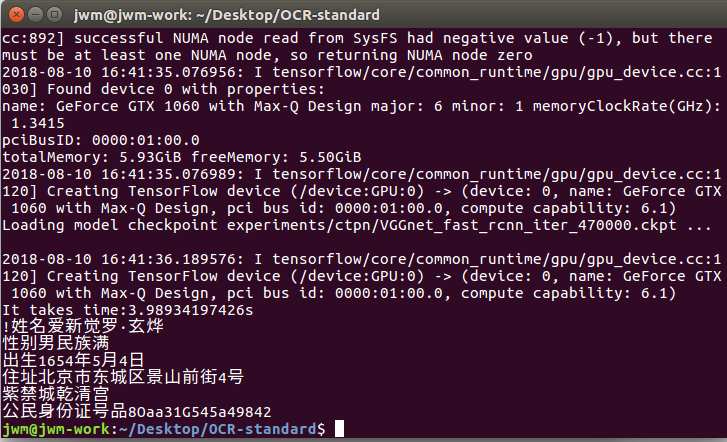 jwm@jwm-work: ~/Desktop/OCR-standard
cc:892] successful NUMA node read from SysFS had negative value (-1), but there
must be at least one NUMA node, so returning NUMA node zero
2018-08-10 16:41:35.076956: I tensorflow/core/common_runtime/gpu/gpu_device.cc:1
030] Found device 0 with properties:
name: GeForce GTX 1060 with Max-Q Design major: 6 minor: 1 memoryClockRate(GHz):
 1.3415
pciBusID: 0000:01:00.0
totalMemory: 5.93GiB freeMemory: 5.50GiB
2018-08-10 16:41:35.076989: I tensorflow/core/common_runtime/gpu/gpu_device.cc:1
120] Creating TensorFlow device (/device:GPU:0) -> (device: 0, name: GeForce GTX
 1060 with Max-Q Design, pci bus id: 0000:01:00.0, compute capability: 6.1)
Loading model checkpoint experiments/ctpn/VGGnet_fast_rcnn_iter_470000.ckpt ...
2018-08-10 16:41:36.189576: I tensorflow/core/common_runtime/gpu/gpu_device.cc:1
120] Creating TensorFlow device (/device:GPU:0) -> (device: 0, name: GeForce GTX
 1060 with Max-Q Design, pci bus id: 0000:01:00.0, compute capability: 6.1)
It takes time:3.98934197426s
!姓名爱新觉罗·玄烨
性别男民族满
出生1654年5月4日
住址北京市东城区景山前街4号
紫禁城乾清宫
公民身份证号品8Oaa31G545a49842
jwm@jwm-work:~/Desktop/OCR-standard$